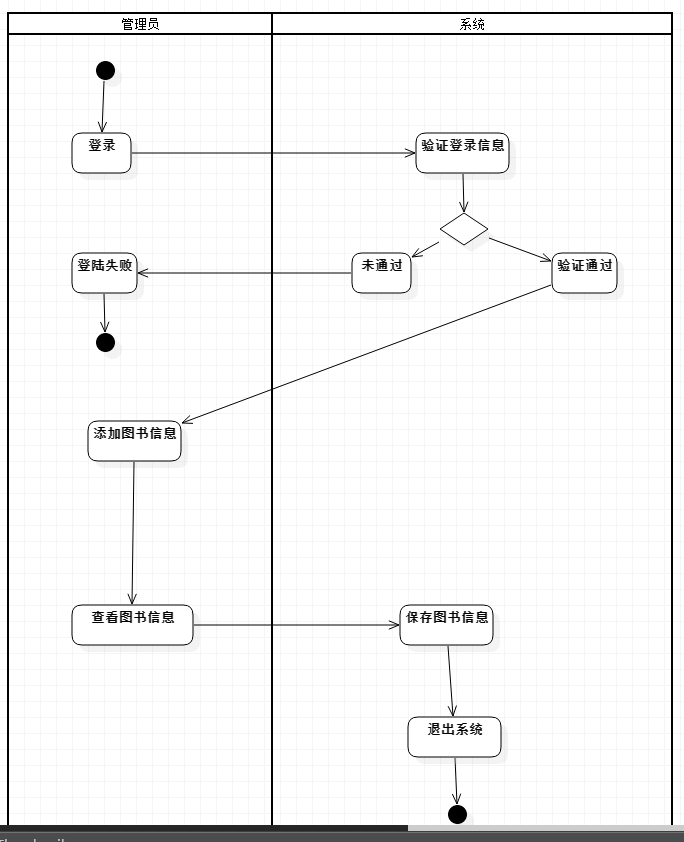 管理员
系统
登录
验证登录信息
登陆失败
未通过
验证通过
添加图书信息
查看图书信息
保存图书信息
退出系统